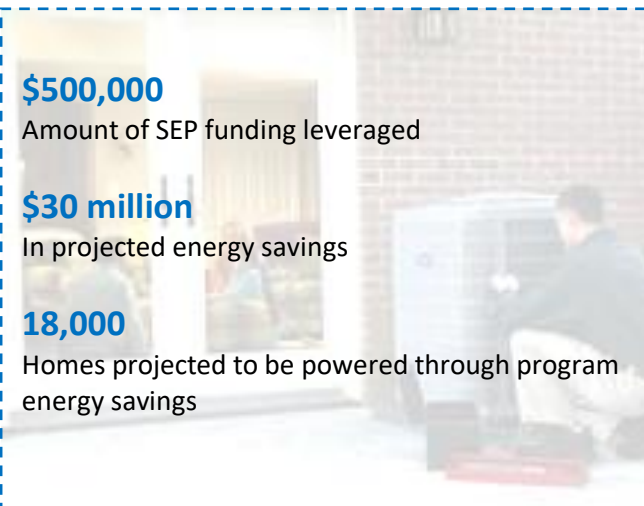 $500,000
Amount of SEP funding leveraged
$30 million
In projected energy savings
18,000
Homes projected to be powered through program
energy savings